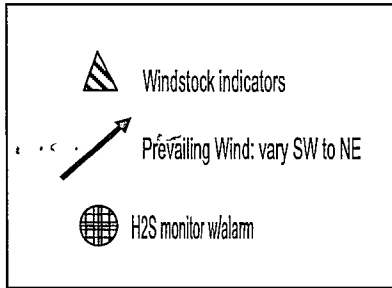 Windstock indicators
Prevailing Wind: vary SW to NE
H2S monitor w/alarm